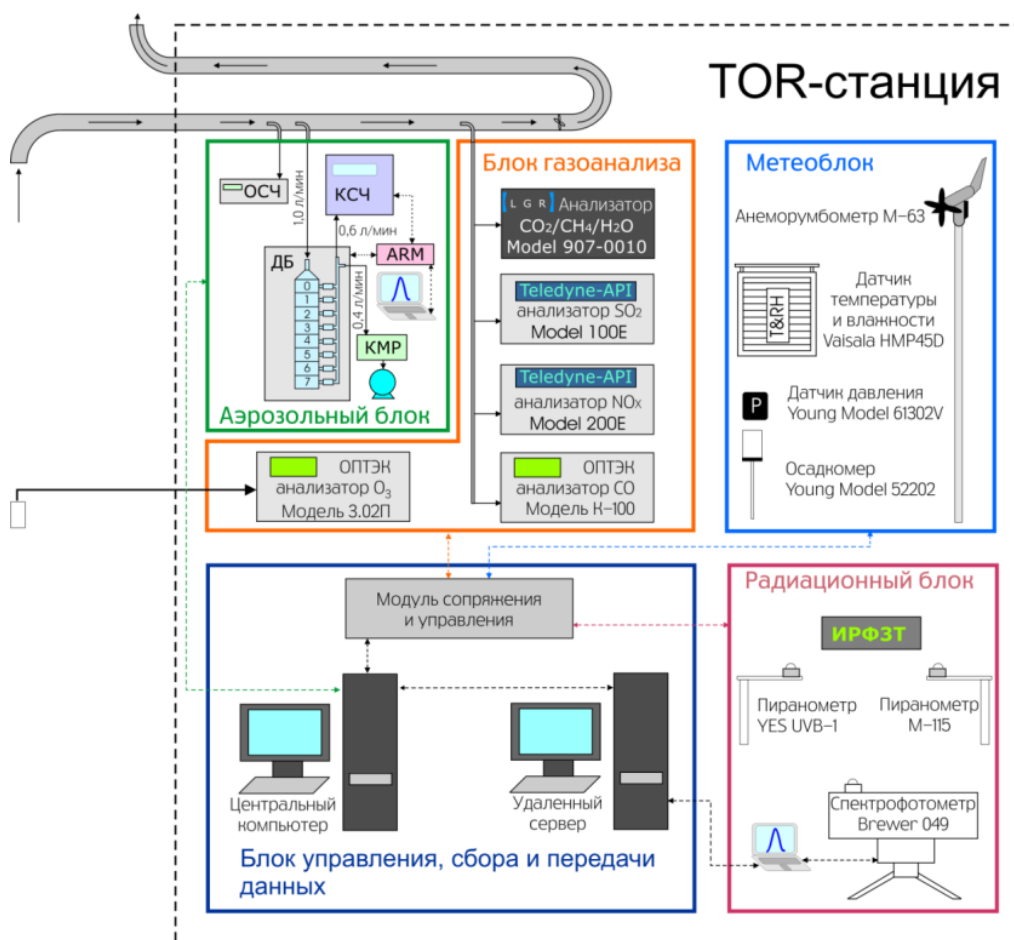 TOR-станция
ОСЧ
1,0 л/мин
КСЧ
0,6 л/мин
ARM
ДБ
0
1
2
3
4
5
6
7
0,4 л/мин
КМР
Аэрозольный блок
Блок газоанализа
[ L G R ] Анализатор
CO₂/CH₄/H₂O
Model 907-0010
Teledyne-API
анализатор SO₂
Model 100E
Teledyne-API
анализатор NOx
Model 200E
ОПТЭК
анализатор O₃
Модель 3.02П
ОПТЭК
анализатор CO
Модель К-100
Метеоблок
Анеморумбометр М-63
T&RH
Датчик
температуры
и влажности
Vaisala HMP45D
P
Датчик давления
Young Model 61302V
Осадкомер
Young Model 52202
Модуль сопряжения
и управления
Центральный
компьютер
Удаленный
сервер
Блок управления, сбора и передачи
данных
Радиационный блок
ИРФЗТ
Пиранометр
YES UVB-1
Пиранометр
М-115
Спектрофотометр
Brewer 049